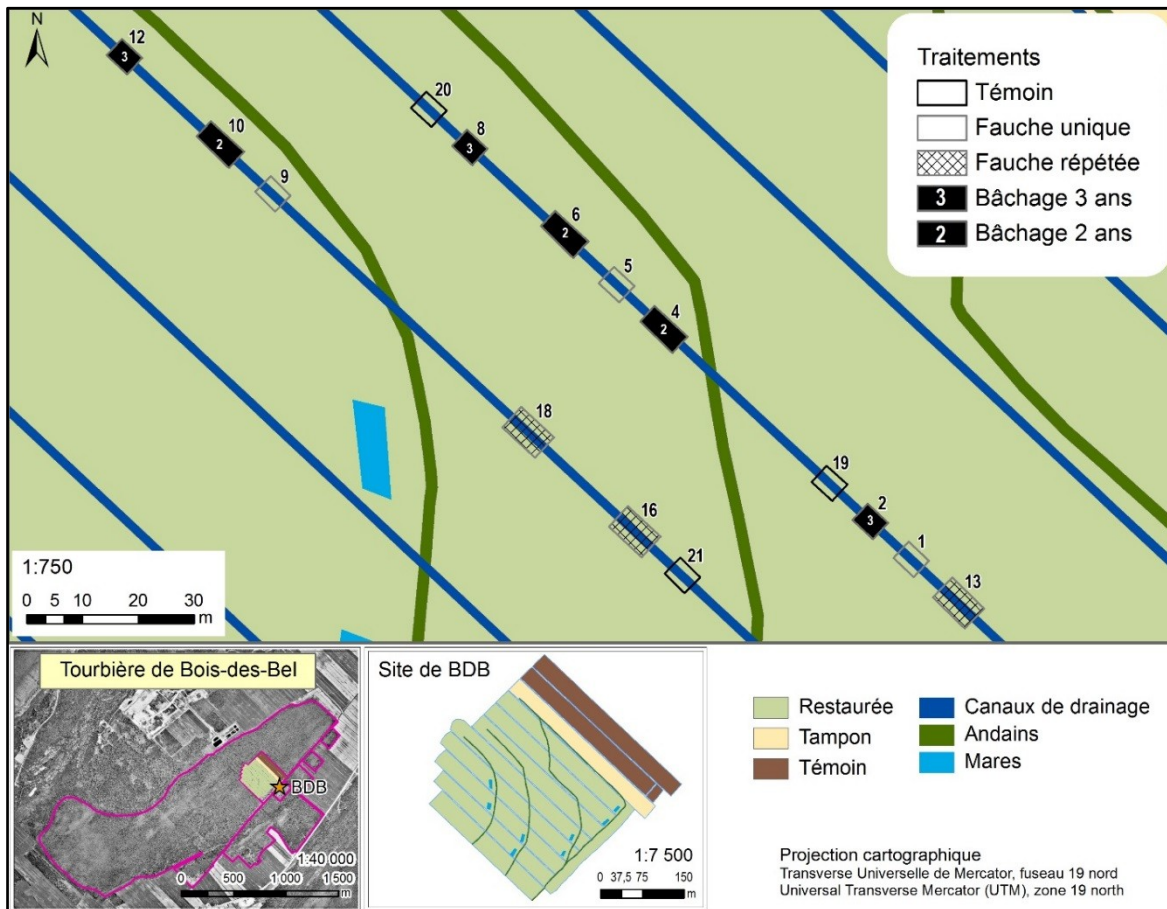 N
12
3
10
2
9
20
8
3
6
2
5
4
2
18
16
21
19
2
3
1
13
Traitements
Témoin
Fauche unique
Fauche répétée
3 Bâchage 3 ans
2 Bâchage 2 ans
1:750
0 5 10 20 30
m
Tourbière de Bois-des-Bel
BDB
1:40 000
0 500 1 000 1 500
m
Site de BDB
1:7 500
0 37,5 75 150
m
Restaurée
Tampon
Témoin
Canaux de drainage
Andains
Mares
Projection cartographique
Transverse Universelle de Mercator, fuseau 19 nord
Universal Transverse Mercator (UTM), zone 19 north